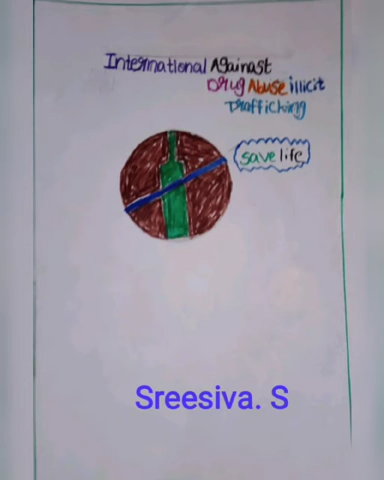 International Against
Drug Abuse illicit
Trafficking
save life
Sreesiva. S